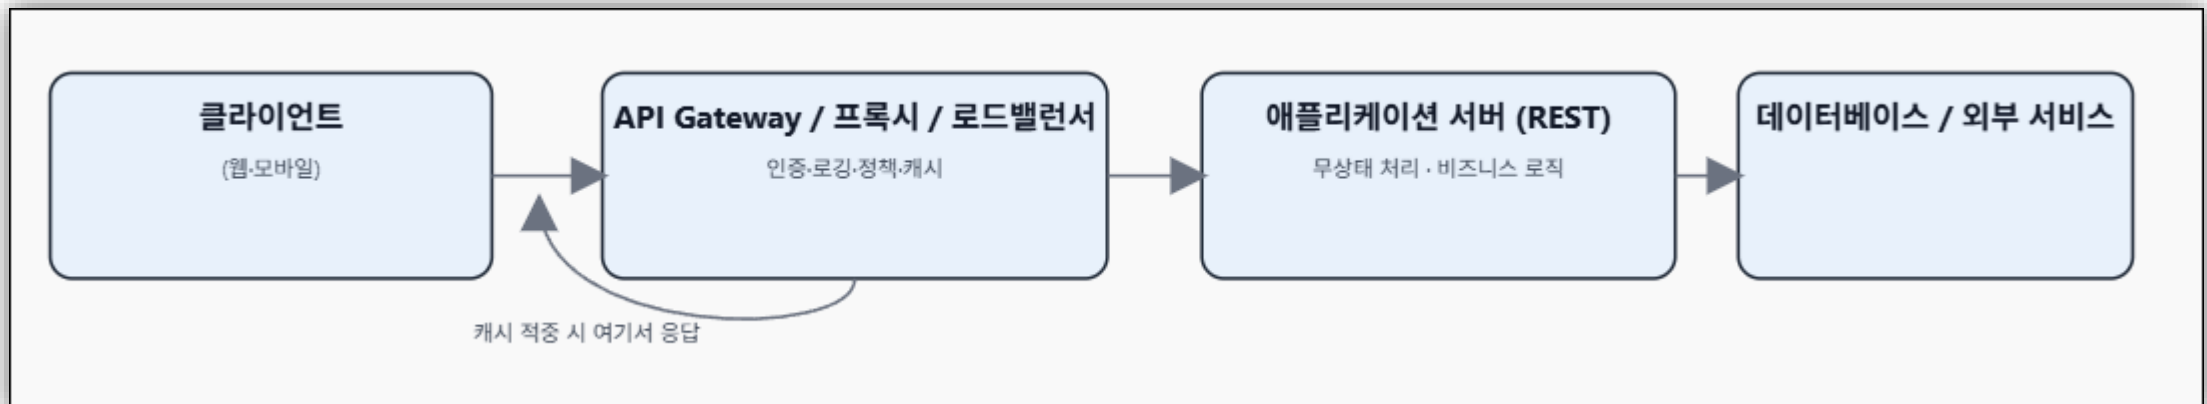 클라이언트
(웹·모바일)
API Gateway / 프록시 / 로드밸런서
인증·로깅·정책·캐시
애플리케이션 서버 (REST)
무상태 처리 · 비즈니스 로직
데이터베이스 / 외부 서비스
캐시 적중 시 여기서 응답